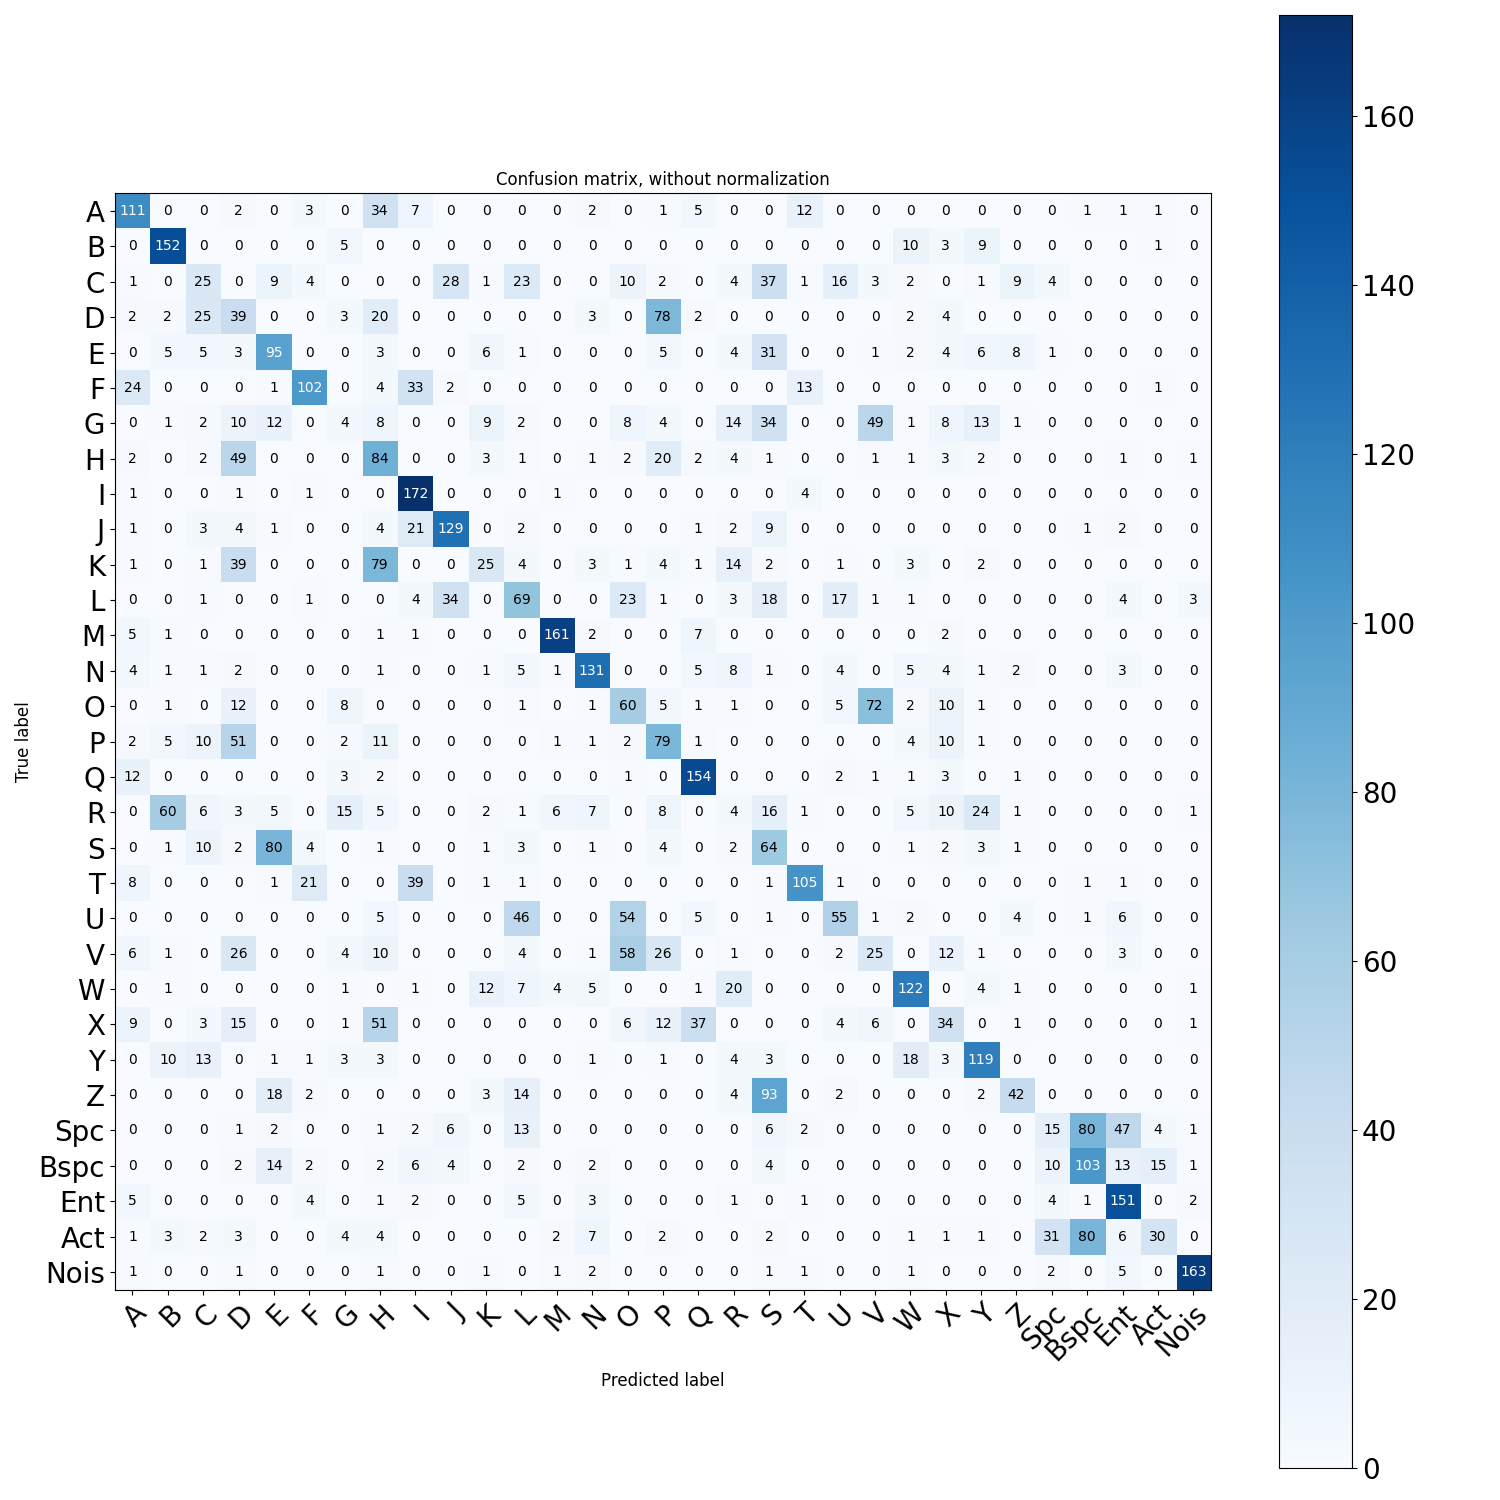 Confusion matrix, without normalization
A 111 0 0 2 0 3 0 34 7 0 0 0 0 2 0 1 5 0 0 12 0 0 0 0 0 0 0 1 1 1 0
B 0 152 0 0 0 0 5 0 0 0 0 0 0 0 0 0 0 0 0 0 0 0 10 3 9 0 0 0 0 1 0
C 1 0 25 0 9 4 0 0 0 28 1 23 0 0 10 2 0 4 37 1 16 3 2 0 1 9 4 0 0 0 0
D 2 2 25 39 0 0 3 20 0 0 0 0 0 3 0 78 2 0 0 0 0 0 2 4 0 0 0 0 0 0 0
E 0 5 5 3 95 0 0 3 0 0 6 1 0 0 0 5 0 4 31 0 0 1 2 4 6 8 1 0 0 0 0
F 24 0 0 0 1 102 0 4 33 2 0 0 0 0 0 0 0 0 0 13 0 0 0 0 0 0 0 0 0 1 0
G 0 1 2 10 12 0 4 8 0 0 9 2 0 0 8 4 0 14 34 0 0 49 1 8 13 1 0 0 0 0 0
H 2 0 2 49 0 0 0 84 0 0 3 1 0 1 2 20 2 4 1 0 0 1 1 3 2 0 0 0 1 0 1
I 1 0 0 1 0 1 0 0 172 0 0 0 1 0 0 0 0 0 0 4 0 0 0 0 0 0 0 0 0 0 0
J 1 0 3 4 1 0 0 4 21 129 0 2 0 0 0 0 1 2 9 0 0 0 0 0 0 0 0 1 2 0 0
K 1 0 1 39 0 0 0 79 0 0 25 4 0 3 1 4 1 14 2 0 1 0 3 0 2 0 0 0 0 0 0
L 0 0 1 0 0 1 0 0 4 34 0 69 0 0 23 1 0 3 18 0 17 1 1 0 0 0 0 0 4 0 3
M 5 1 0 0 0 0 0 1 1 0 0 0 161 2 0 0 7 0 0 0 0 0 0 2 0 0 0 0 0 0 0
N 4 1 1 2 0 0 0 1 0 0 1 5 1 131 0 0 5 8 1 0 4 0 5 4 1 2 0 0 3 0 0
O 0 1 0 12 0 0 8 0 0 0 0 1 0 1 60 5 1 1 0 0 5 72 2 10 1 0 0 0 0 0 0
P 2 5 10 51 0 0 2 11 0 0 0 0 1 1 2 79 1 0 0 0 0 0 4 10 1 0 0 0 0 0 0
Q 12 0 0 0 0 0 3 2 0 0 0 0 0 0 1 0 154 0 0 0 2 1 1 3 0 1 0 0 0 0 0
R 0 60 6 3 5 0 15 5 0 0 2 1 6 7 0 8 0 4 16 1 0 0 5 10 24 1 0 0 0 0 1
S 0 1 10 2 80 4 0 1 0 0 1 3 0 1 0 4 0 2 64 0 0 0 1 2 3 1 0 0 0 0 0
T 8 0 0 0 1 21 0 0 39 0 1 1 0 0 0 0 0 0 1 105 1 0 0 0 0 0 0 1 1 0 0
U 0 0 0 0 0 0 0 5 0 0 0 46 0 0 54 0 5 0 1 0 55 1 2 0 0 4 0 1 6 0 0
V 6 1 0 26 0 0 4 10 0 0 0 4 0 1 58 26 0 1 0 0 2 25 0 12 1 0 0 0 3 0 0
W 0 1 0 0 0 0 1 0 1 0 12 7 4 5 0 0 1 20 0 0 0 0 122 0 4 1 0 0 0 0 1
X 9 0 3 15 0 0 1 51 0 0 0 0 0 0 6 12 37 0 0 0 4 6 0 34 0 1 0 0 0 0 1
Y 0 10 13 0 1 1 3 3 0 0 0 0 0 1 0 1 0 4 3 0 0 0 18 3 119 0 0 0 0 0 0
Z 0 0 0 0 18 2 0 0 0 0 3 14 0 0 0 0 0 4 93 0 2 0 0 0 2 42 0 0 0 0 0
Spc 0 0 0 1 2 0 0 1 2 6 0 13 0 0 0 0 0 0 6 2 0 0 0 0 0 0 15 80 47 4 1
Bspc 0 0 0 2 14 2 0 2 6 4 0 2 0 2 0 0 0 0 4 0 0 0 0 0 0 0 10 103 13 15 1
Ent 5 0 0 0 0 4 0 1 2 0 0 5 0 3 0 0 0 1 0 1 0 0 0 0 0 0 4 1 151 0 2
Act 1 3 2 3 0 0 4 4 0 0 0 0 2 7 0 2 0 0 2 0 0 0 1 1 1 0 31 80 6 30 0
Nois 1 0 0 1 0 0 0 1 0 0 1 0 1 2 0 0 0 0 1 1 0 0 1 0 0 0 2 0 5 0 163
A B C D E F G H I J K L M N O P Q R S T U V W X Y Z Spc Bspc Ent Act Nois
True label
Predicted label
160
140
120
100
80
60
40
20
0